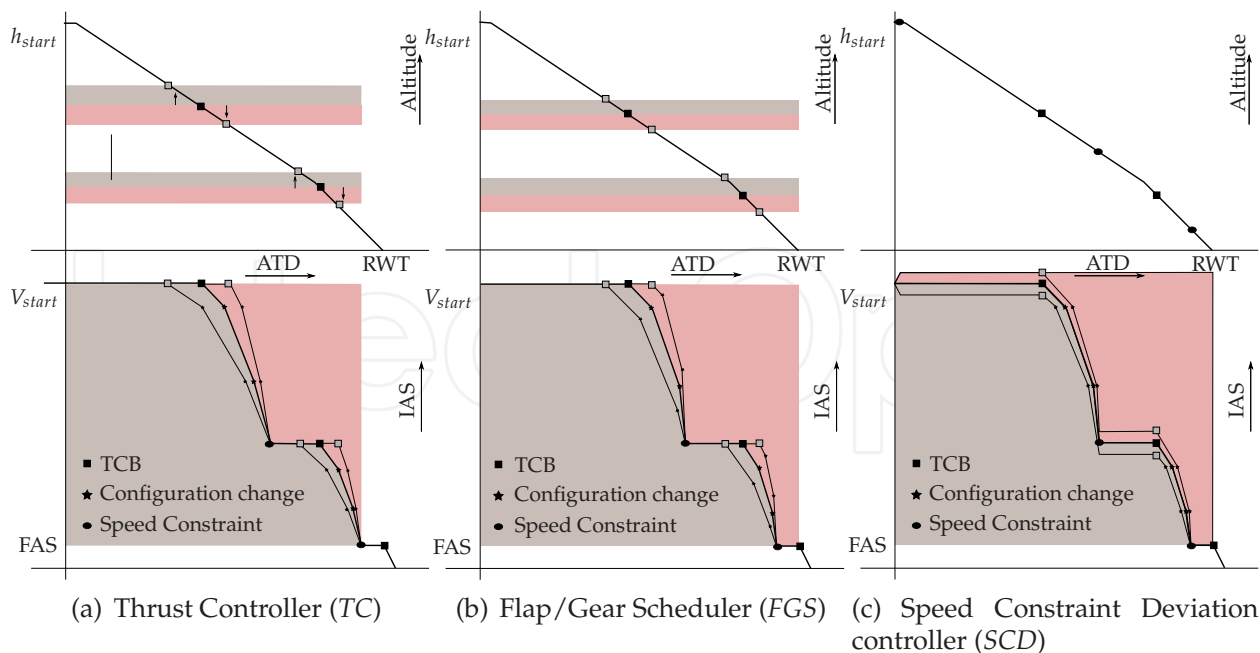 h_start
Altitude
ATD
RWT
V_start
IAS
TCB
Configuration change
Speed Constraint
FAS
(a) Thrust Controller (TC)
h_start
Altitude
ATD
RWT
V_start
IAS
TCB
Configuration change
Speed Constraint
FAS
(b) Flap/Gear Scheduler (FGS)
h_start
Altitude
ATD
RWT
V_start
IAS
TCB
Configuration change
Speed Constraint
FAS
(c) Speed Constraint Deviation
controller (SCD)